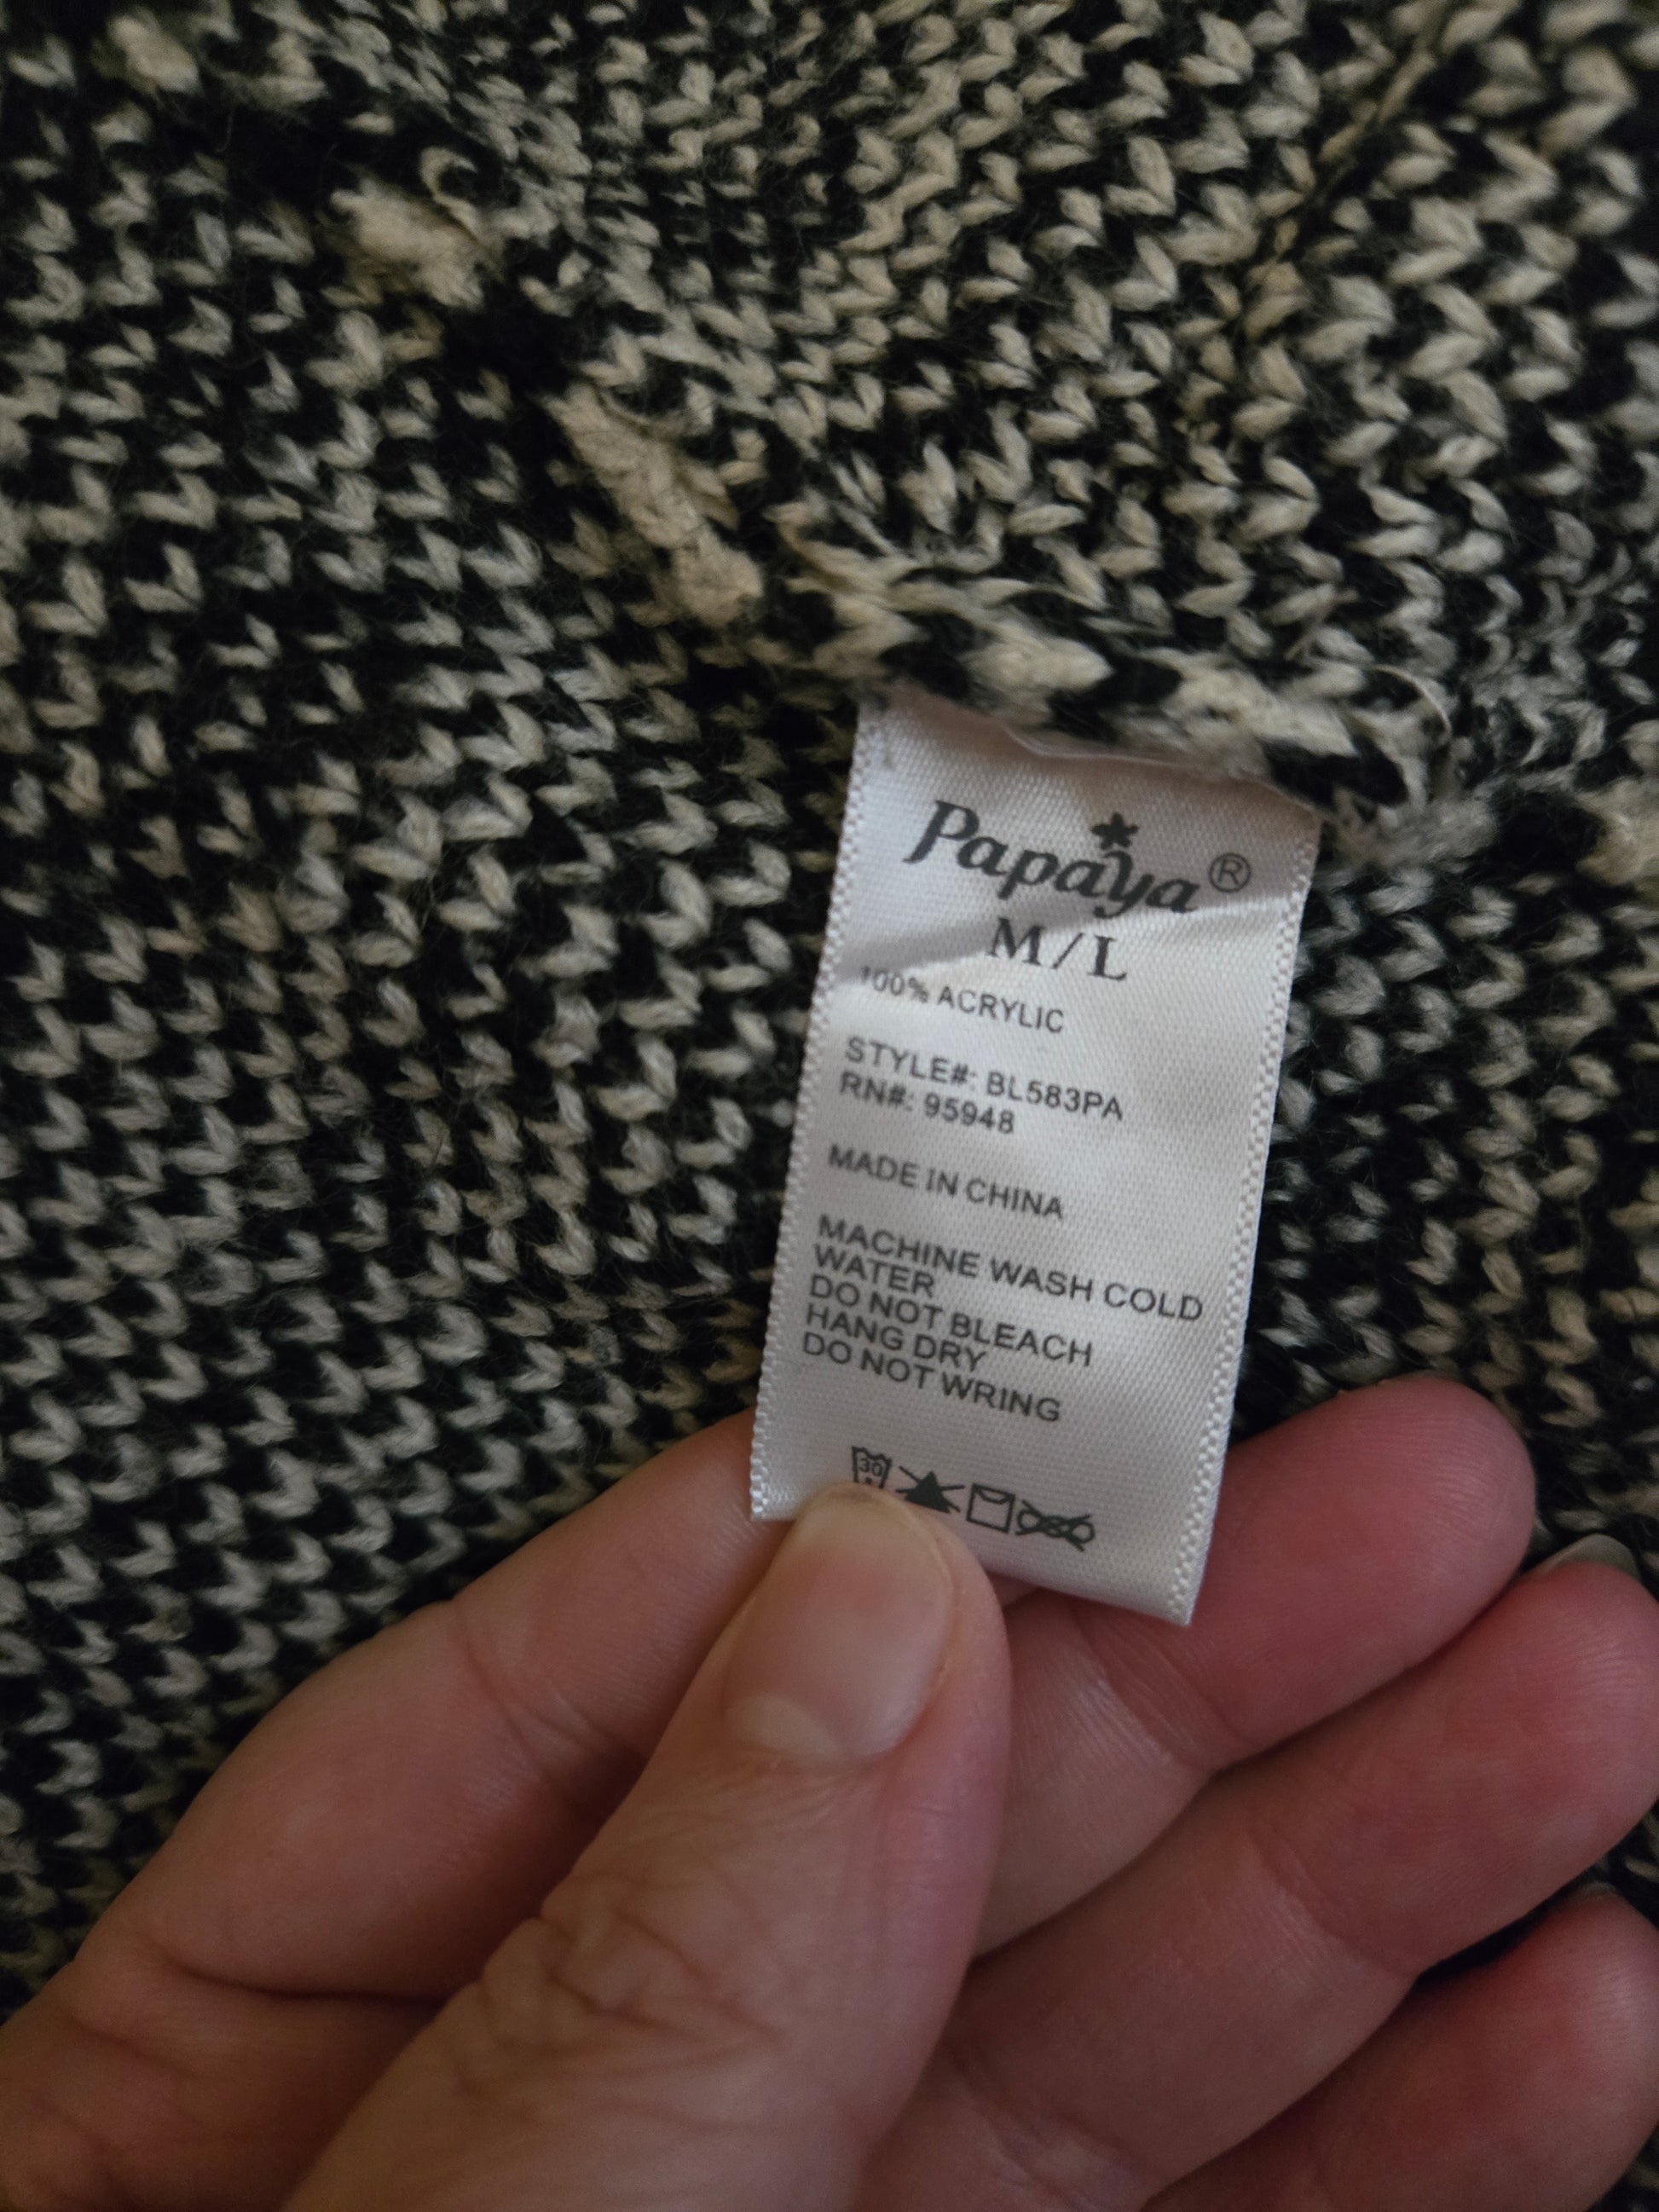 Papaya®
M/L
100% ACRYLIC
STYLE#: BL583PA
RN#: 95948
MADE IN CHINA
MACHINE WASH COLD
WATER
DO NOT BLEACH
HANG DRY
DO NOT WRING
30